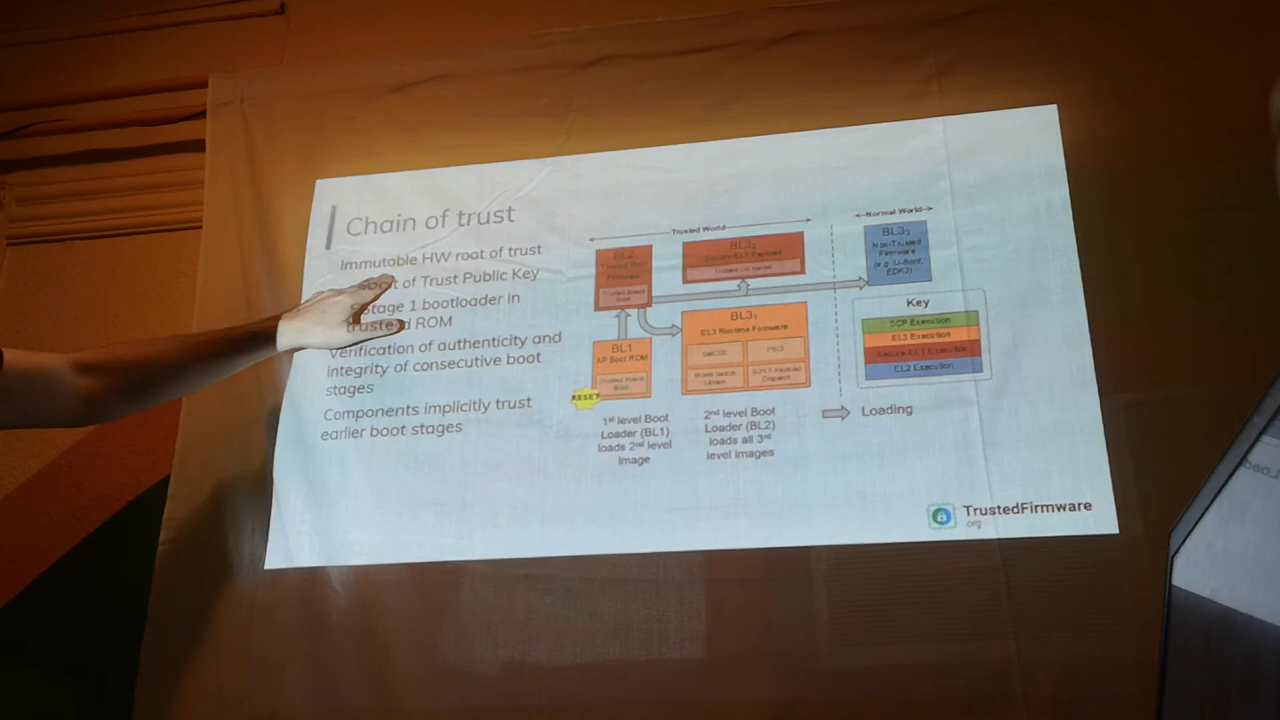 Chain of trust
Immutable HW root of trust
of Trust Public Key
Stage 1 bootloader in
trusted ROM
Verification of authenticity and
integrity of consecutive boot
stages
Components implicitly trust
earlier boot stages
Trusted World
Normal World
BL2
Trusted Boot
Firmware
Trusted Board
Boot
BL3₂
Secure-EL1 Payload
Trusted OS Kernel
BL3₃
Non-Trusted
Firmware
(e.g. U-Boot,
EDK2)
BL1
AP Boot ROM
Trusted Board
Boot
RESET
BL3₁
EL3 Runtime Firmware
SMCCC
PSCI
World Switch
Library
S-EL1 Payload
Dispatch
Key
SCP Execution
EL3 Execution
Secure-EL1 Execution
EL2 Execution
1st level Boot
Loader (BL1)
loads 2nd level
image
2nd level Boot
Loader (BL2)
loads all 3rd
level images
Loading
TrustedFirmware
.org